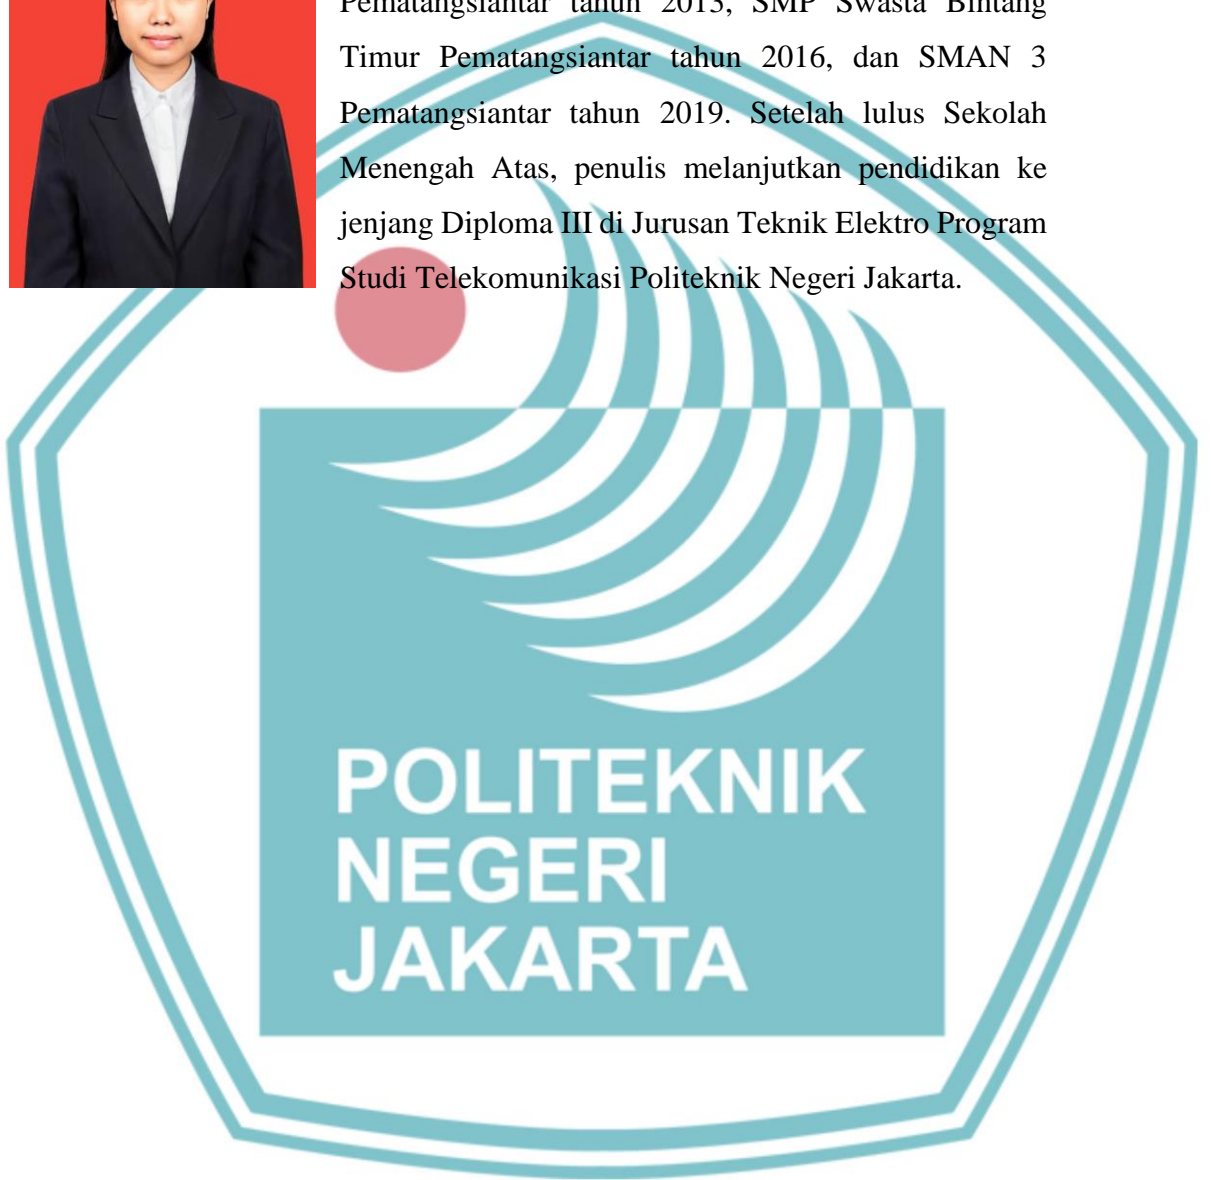 Pematangsiantar tahun 2013, SMP Swasta Bintang
Timur Pematangsiantar tahun 2016, dan SMAN 3
Pematangsiantar tahun 2019. Setelah lulus Sekolah
Menengah Atas, penulis melanjutkan pendidikan ke
jenjang Diploma III di Jurusan Teknik Elektro Program
Studi Telekomunikasi Politeknik Negeri Jakarta.
POLITEKNIK
NEGERI
JAKARTA